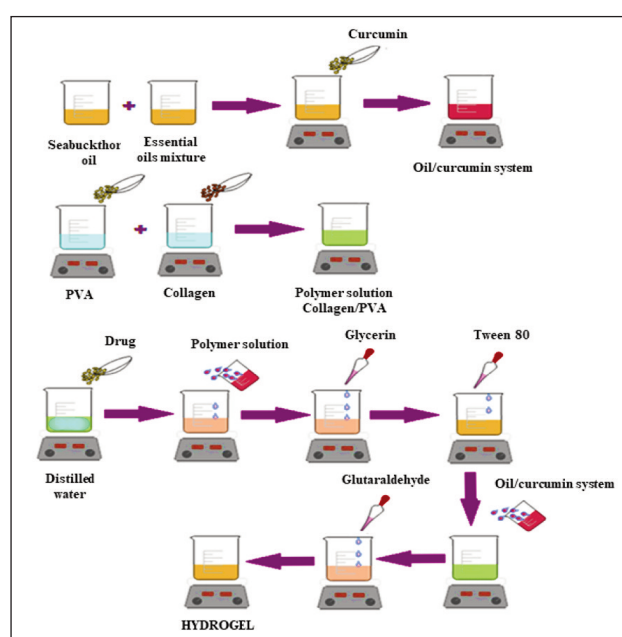 Curcumin
Seabuckthor
oil
Essential
oils mixture
Oil/curcumin system
PVA
Collagen
Polymer solution
Collagen/PVA
Drug
Polymer solution
Glycerin
Tween 80
Distilled
water
Glutaraldehyde
Oil/curcumin system
HYDROGEL